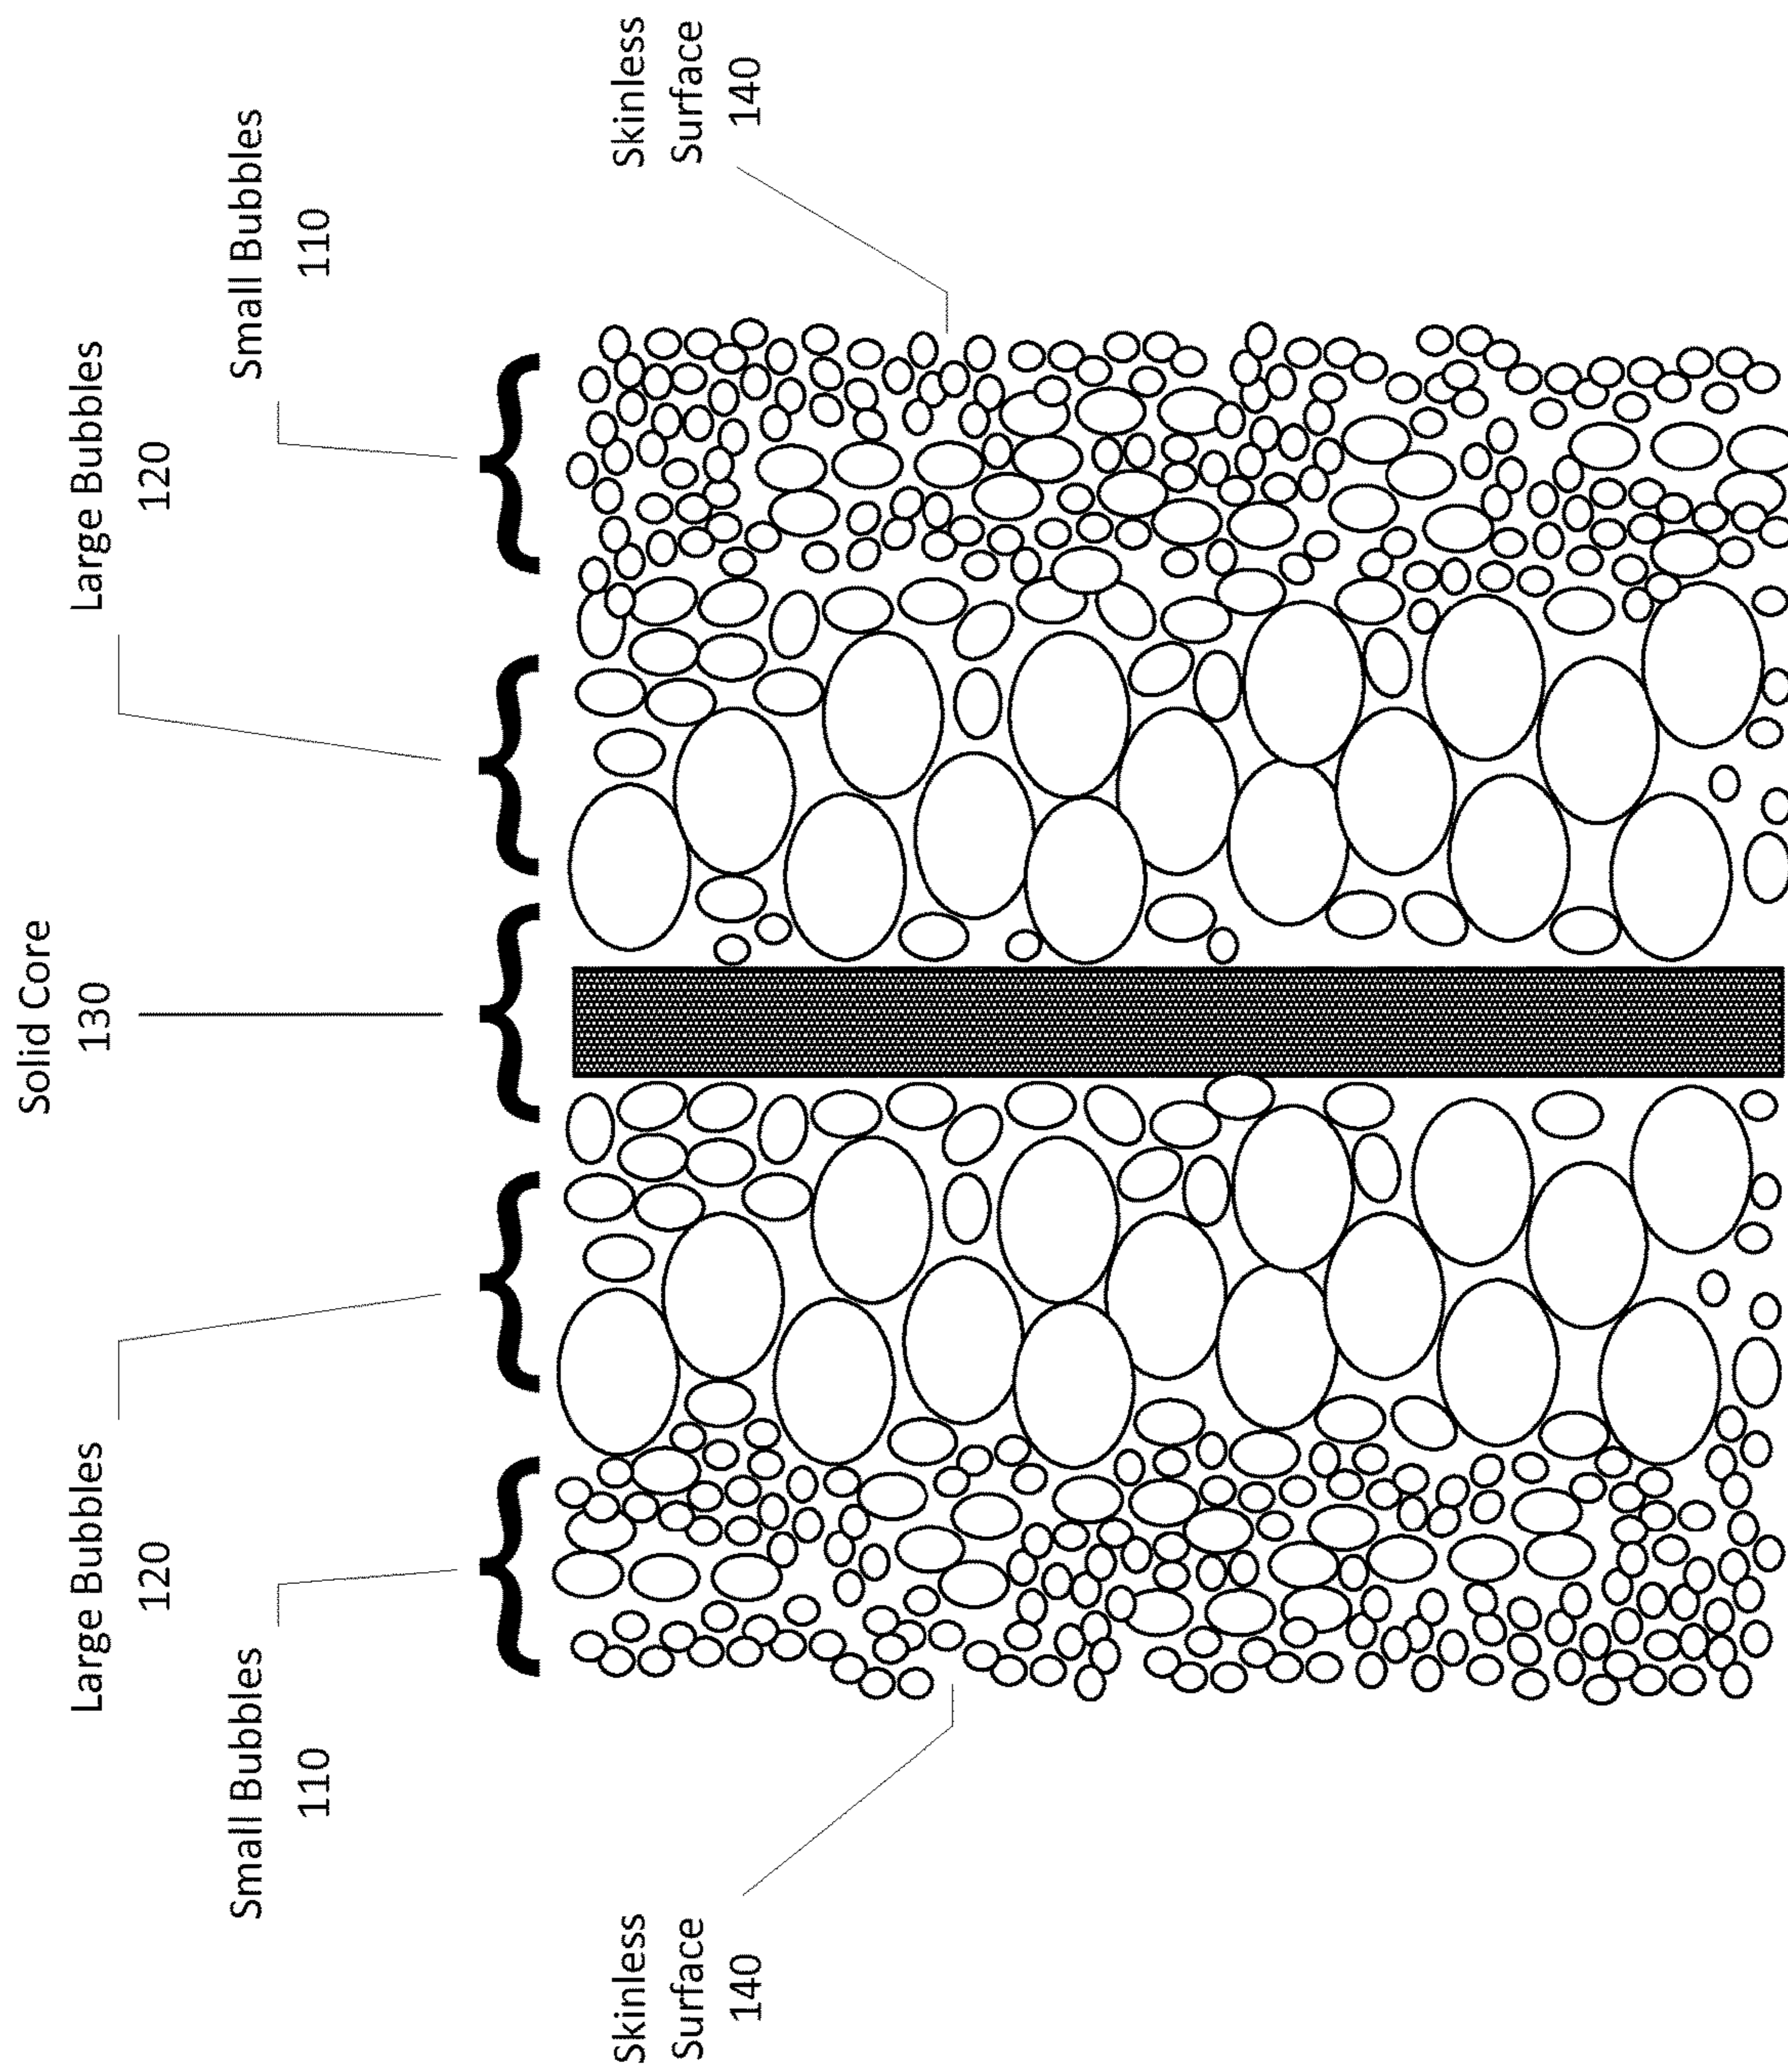 Solid Core
130
Large Bubbles
120
Large Bubbles
120
Small Bubbles
110
Small Bubbles
110
Skinless
Surface
140
Skinless
Surface
140